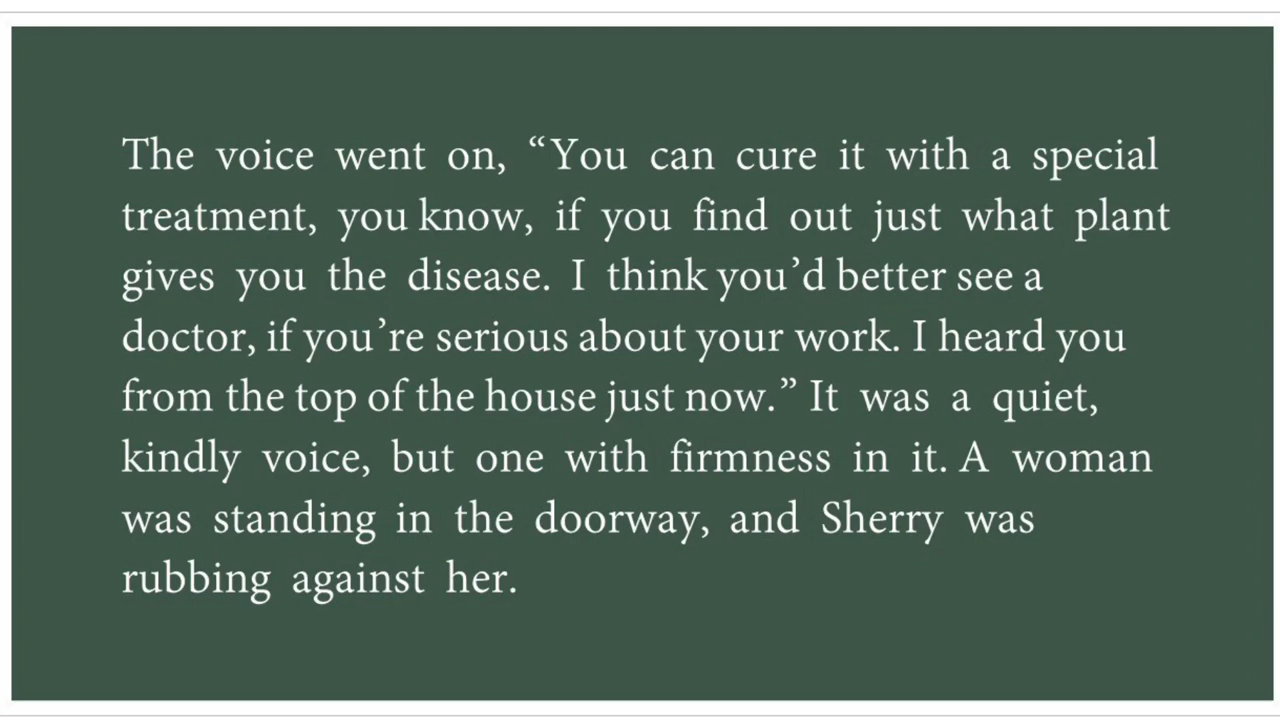 The voice went on, “You can cure it with a special
treatment, you know, if you find out just what plant
gives you the disease. I think you’d better see a
doctor, if you’re serious about your work. I heard you
from the top of the house just now.” It was a quiet,
kindly voice, but one with firmness in it. A woman
was standing in the doorway, and Sherry was
rubbing against her.